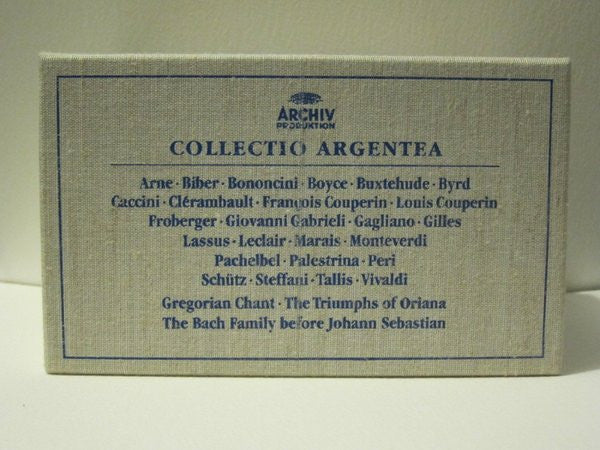 ARCHIV
PRODUKTION
COLLECTIO ARGENTEA
Arne · Biber · Bononcini · Boyce · Buxtehude · Byrd
Caccini · Clérambault · François Couperin · Louis Couperin
Froberger · Giovanni Gabrieli · Gagliano · Gilles
Lassus · Leclair · Marais · Monteverdi
Pachelbel · Palestrina · Peri
Schütz · Steffani · Tallis · Vivaldi
Gregorian Chant · The Triumphs of Oriana
The Bach Family before Johann Sebastian